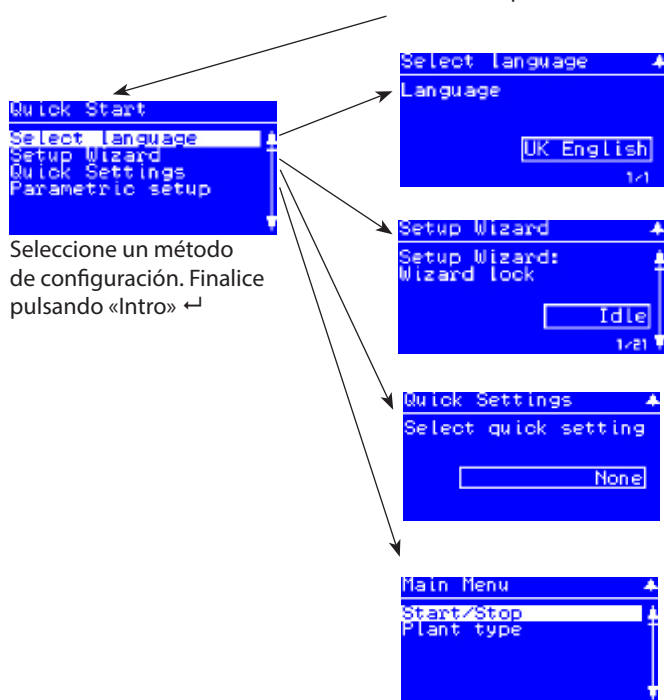 Quick Start
Select language
Setup Wizard
Quick Settings
Parametric setup
Seleccione un método
de configuración. Finalice
pulsando «Intro» ↵
Select language
Language
UK English
1/1
Setup Wizard
Setup Wizard:
Wizard lock
Idle
1/21
Quick Settings
Select quick setting
None
Main Menu
Start/Stop
Plant type